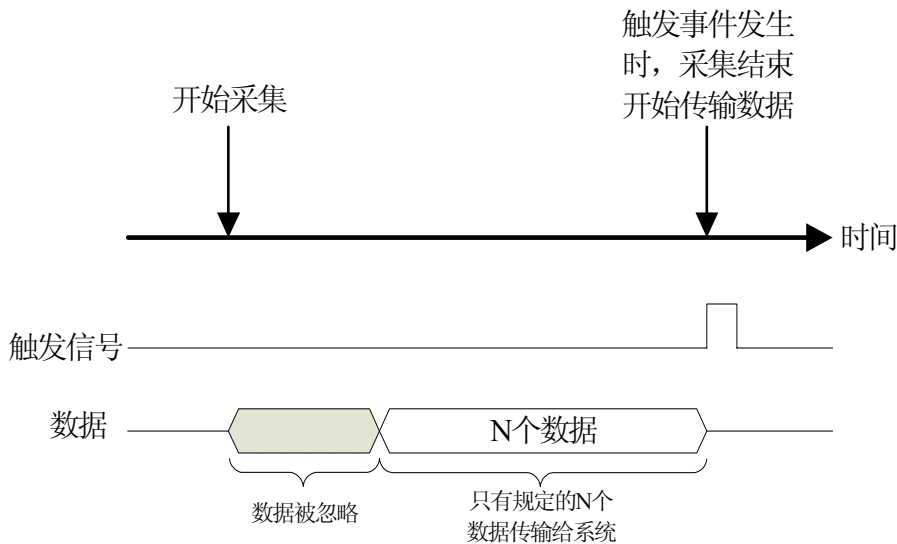 触发事件发生
时，采集结束
开始传输数据
开始采集
时间
触发信号
数据
N个数据
数据被忽略
只有规定的N个
数据传输给系统